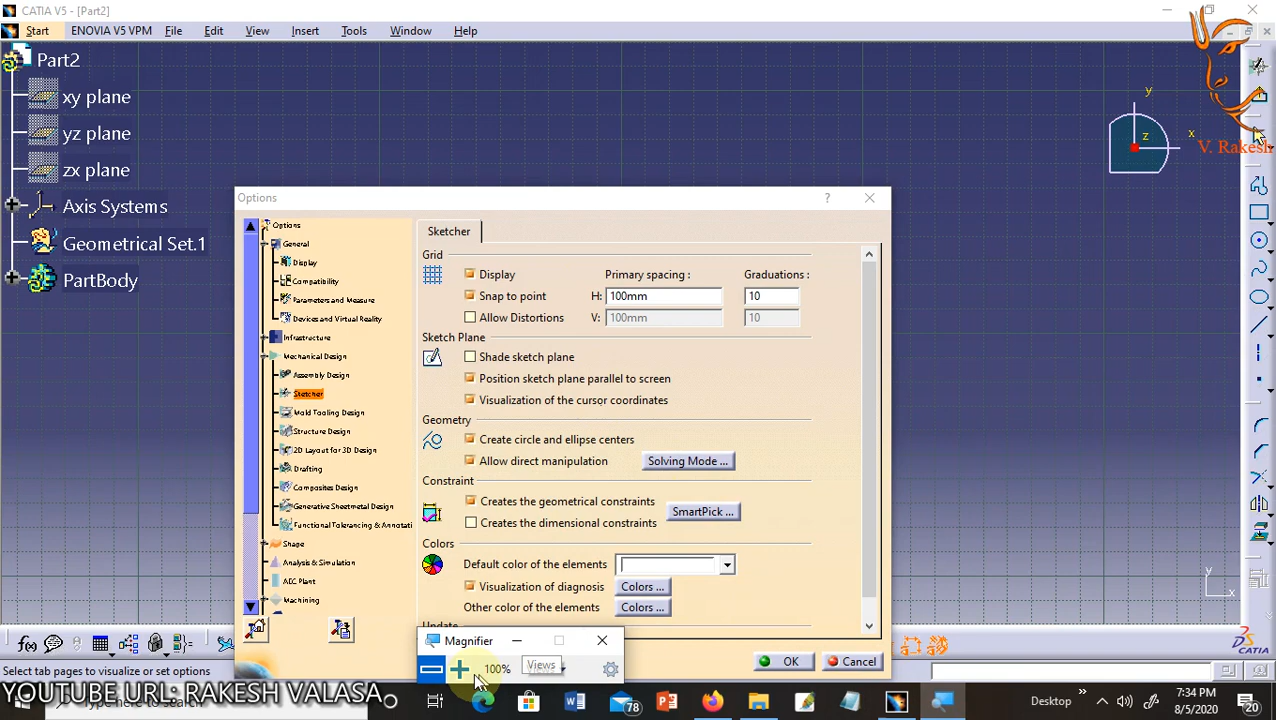 CATIA V5 - [Part2]
Start ENOVIA V5 VPM File Edit View Insert Tools Window Help
Part2
xy plane
yz plane
zx plane
Axis Systems
Geometrical Set.1
PartBody
y
x
z
V. Rakesh
Options
Options
General
Display
Compatibility
Parameters and Measure
Devices and Virtual Reality
Infrastructure
Mechanical Design
Assembly Design
Sketcher
Mold Tooling Design
Structure Design
2D Layout for 3D Design
Drafting
Composites Design
Generative Sheetmetal Design
Functional Tolerancing & Annotati
Shape
Analysis & Simulation
AEC Plant
Machining
Sketcher
Grid
Display Primary spacing : Graduations :
Snap to point H: 100mm 10
Allow Distortions V: 100mm 10
Sketch Plane
Shade sketch plane
Position sketch plane parallel to screen
Visualization of the cursor coordinates
Geometry
Create circle and ellipse centers
Allow direct manipulation Solving Mode ...
Constraint
Creates the geometrical constraints SmartPick ...
Creates the dimensional constraints
Colors
Default color of the elements
Visualization of diagnosis Colors ...
Other color of the elements Colors ...
Update
OK Cancel
Magnifier
100% Views
y
x
f(x)
CATIA
Select tab pages to visualize or set options
YOUTUBE URL: RAKESH VALASA
78
Desktop
7:34 PM
8/5/2020
20